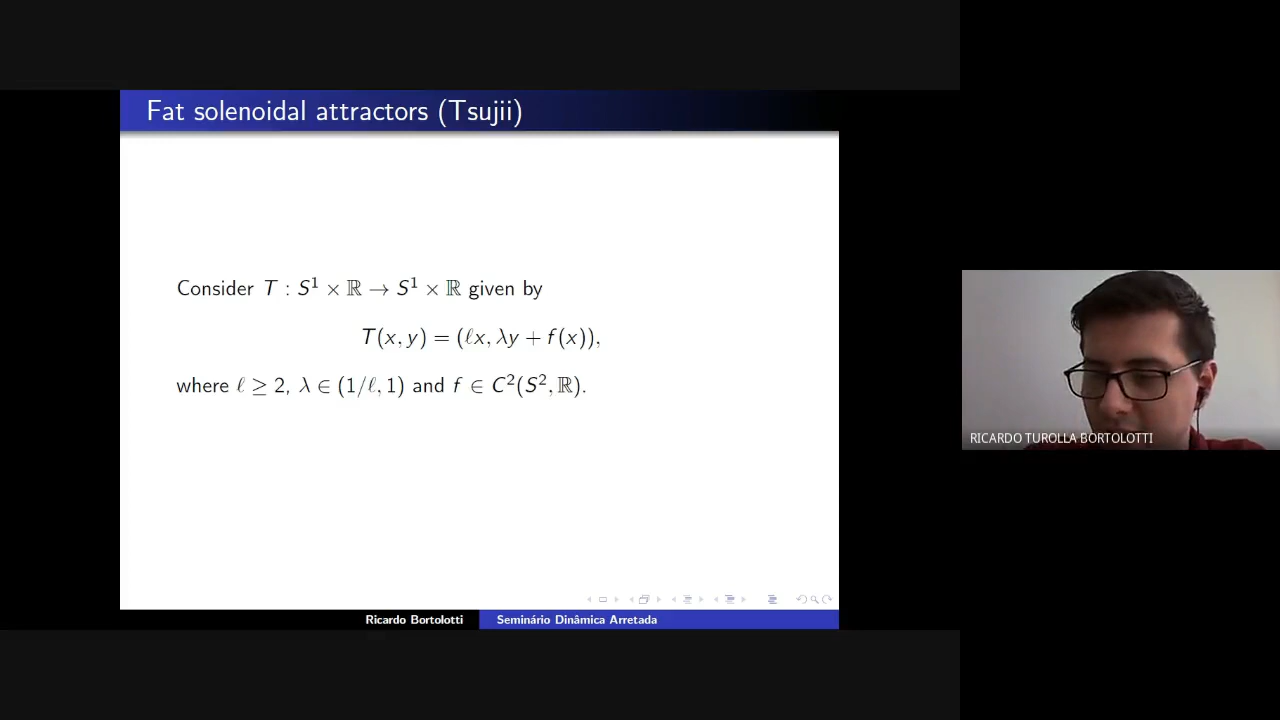 Fat solenoidal attractors (Tsujii)
Consider T : S¹ × ℝ → S¹ × ℝ given by
T(x, y) = (ℓx, λy + f(x)),
where ℓ ≥ 2, λ ∈ (1/ℓ, 1) and f ∈ C²(S², ℝ).
RICARDO TUROLLA BORTOLOTTI
Ricardo Bortolotti
Seminário Dinâmica Arretada